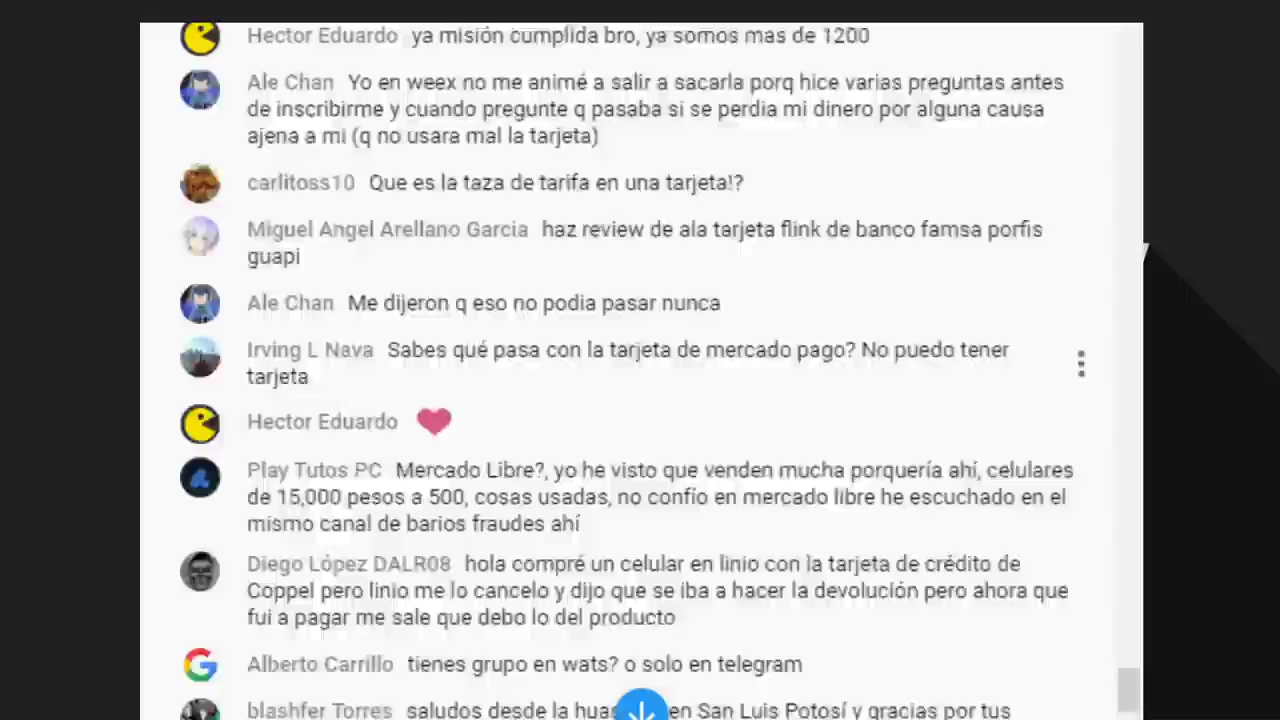 Hector Eduardo ya misión cumplida bro, ya somos mas de 1200
Ale Chan Yo en weex no me animé a salir a sacarla porq hice varias preguntas antes
de inscribirme y cuando pregunte q pasaba si se perdia mi dinero por alguna causa
ajena a mi (q no usara mal la tarjeta)
carlitoss10 Que es la taza de tarifa en una tarjeta!?
Miguel Angel Arellano Garcia haz review de ala tarjeta flink de banco famsa porfis
guapi
Ale Chan Me dijeron q eso no podia pasar nunca
Irving L Nava Sabes qué pasa con la tarjeta de mercado pago? No puedo tener
tarjeta
Hector Eduardo
Play Tutos PC Mercado Libre?, yo he visto que venden mucha porquería ahí, celulares
de 15,000 pesos a 500, cosas usadas, no confío en mercado libre he escuchado en el
mismo canal de barios fraudes ahí
Diego López DALR08 hola compré un celular en linio con la tarjeta de crédito de
Coppel pero linio me lo cancelo y dijo que se iba a hacer la devolución pero ahora que
fui a pagar me sale que debo lo del producto
Alberto Carrillo tienes grupo en wats? o solo en telegram
blashfer Torres saludos desde la en San Luis Potosí y gracias por tus